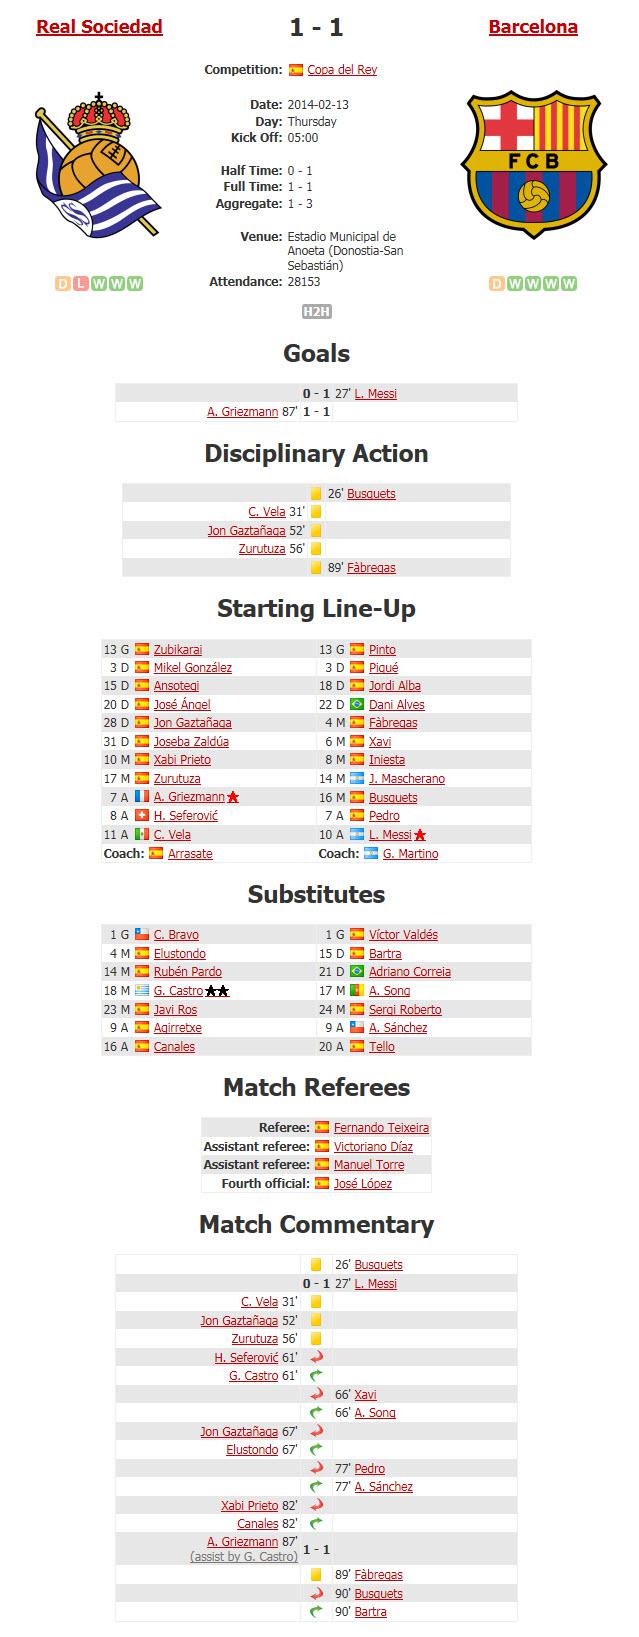 Real Sociedad 1 - 1 Barcelona
Competition: Copa del Rey
Date: 2014-02-13
Day: Thursday
Kick Off: 05:00
Half Time: 0 - 1
Full Time: 1 - 1
Aggregate: 1 - 3
Venue: Estadio Municipal de
Anoeta (Donostia-San
Sebastián)
Attendance: 28153
FCB
D L W W W
D W W W W
H2H
Goals
0 - 1 27' L. Messi
A. Griezmann 87' 1 - 1
Disciplinary Action
26' Busquets
C. Vela 31'
Jon Gaztañaga 52'
Zurutuza 56'
89' Fàbregas
Starting Line-Up
13 G Zubikarai 13 G Pinto
3 D Mikel González 3 D Piqué
15 D Ansotegi 18 D Jordi Alba
20 D José Ángel 22 D Dani Alves
28 D Jon Gaztañaga 4 M Fàbregas
31 D Joseba Zaldúa 6 M Xavi
10 M Xabi Prieto 8 M Iniesta
17 M Zurutuza 14 M J. Mascherano
7 A A. Griezmann 16 M Busquets
8 A H. Seferović 7 A Pedro
11 A C. Vela 10 A L. Messi
Coach: Arrasate Coach: G. Martino
Substitutes
1 G C. Bravo 1 G Víctor Valdés
4 M Elustondo 15 D Bartra
14 M Rubén Pardo 21 D Adriano Correia
18 M G. Castro 17 M A. Song
23 M Javi Ros 24 M Sergi Roberto
9 A Agirretxe 9 A A. Sánchez
16 A Canales 20 A Tello
Match Referees
Referee: Fernando Teixeira
Assistant referee: Victoriano Díaz
Assistant referee: Manuel Torre
Fourth official: José López
Match Commentary
26' Busquets
0 - 1 27' L. Messi
C. Vela 31'
Jon Gaztañaga 52'
Zurutuza 56'
H. Seferović 61'
G. Castro 61'
66' Xavi
66' A. Song
Jon Gaztañaga 67'
Elustondo 67'
77' Pedro
77' A. Sánchez
Xabi Prieto 82'
Canales 82'
A. Griezmann 87' 1 - 1
(assist by G. Castro)
89' Fàbregas
90' Busquets
90' Bartra